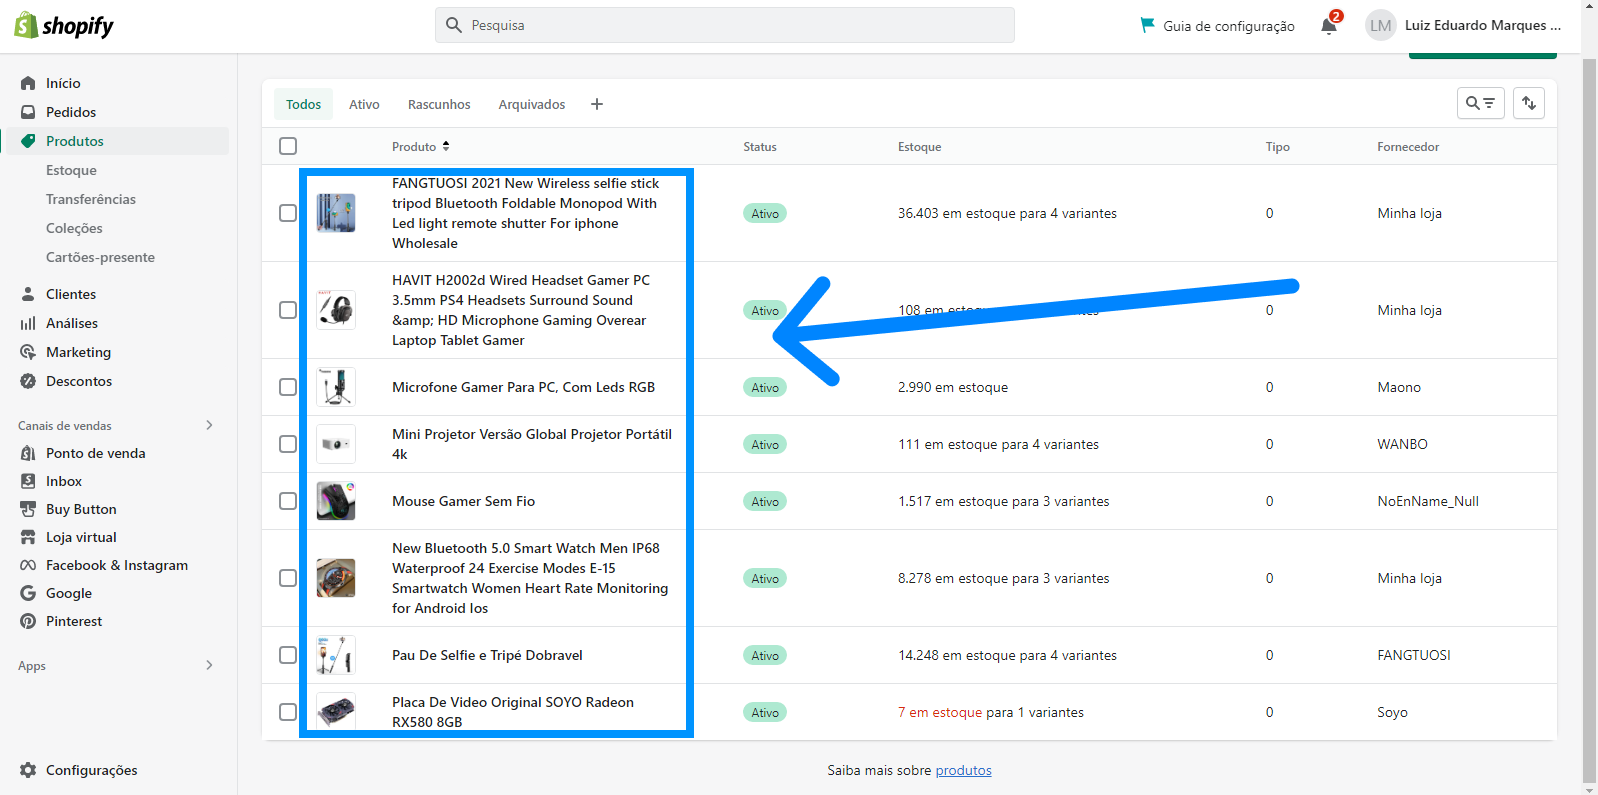 shopify
Pesquisa
Guia de configuração
2
LM
Luiz Eduardo Marques ...
Início
Pedidos
Produtos
Estoque
Transferências
Coleções
Cartões-presente
Clientes
Análises
Marketing
Descontos
Canais de vendas
Ponto de venda
Inbox
Buy Button
Loja virtual
Facebook & Instagram
Google
Pinterest
Apps
Configurações
Todos
Ativo
Rascunhos
Arquivados
Produto
Status
Estoque
Tipo
Fornecedor
FANGTUOSI 2021 New Wireless selfie stick
tripod Bluetooth Foldable Monopod With
Led light remote shutter For iphone
Wholesale
Ativo
36.403 em estoque para 4 variantes
0
Minha loja
HAVIT H2002d Wired Headset Gamer PC
3.5mm PS4 Headsets Surround Sound
&amp; HD Microphone Gaming Overear
Laptop Tablet Gamer
Ativo
108 em estoque variantes
0
Minha loja
Microfone Gamer Para PC, Com Leds RGB
Ativo
2.990 em estoque
0
Maono
Mini Projetor Versão Global Projetor Portátil
4k
Ativo
111 em estoque para 4 variantes
0
WANBO
Mouse Gamer Sem Fio
Ativo
1.517 em estoque para 3 variantes
0
NoEnName_Null
New Bluetooth 5.0 Smart Watch Men IP68
Waterproof 24 Exercise Modes E-15
Smartwatch Women Heart Rate Monitoring
for Android Ios
Ativo
8.278 em estoque para 3 variantes
0
Minha loja
Pau De Selfie e Tripé Dobravel
Ativo
14.248 em estoque para 4 variantes
0
FANGTUOSI
Placa De Video Original SOYO Radeon
RX580 8GB
Ativo
7 em estoque para 1 variantes
0
Soyo
Saiba mais sobre produtos